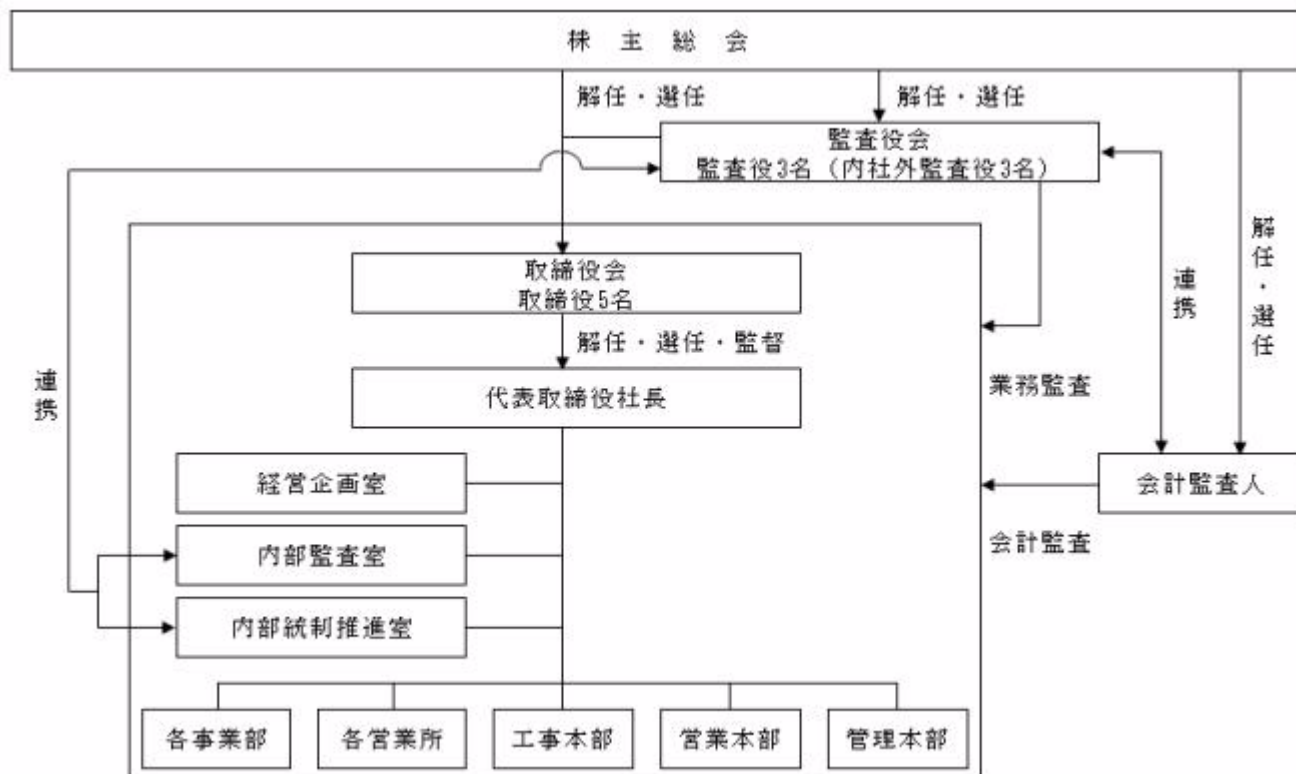 株主総会
解任・選任
解任・選任
監査役会
監査役3名（内社外監査役3名）
取締役会
取締役5名
解任・選任
連携
解任・選任・監督
連携
代表取締役社長
業務監査
経営企画室
会計監査人
内部監査室
会計監査
内部統制推進室
各事業部
各営業所
工事本部
営業本部
管理本部